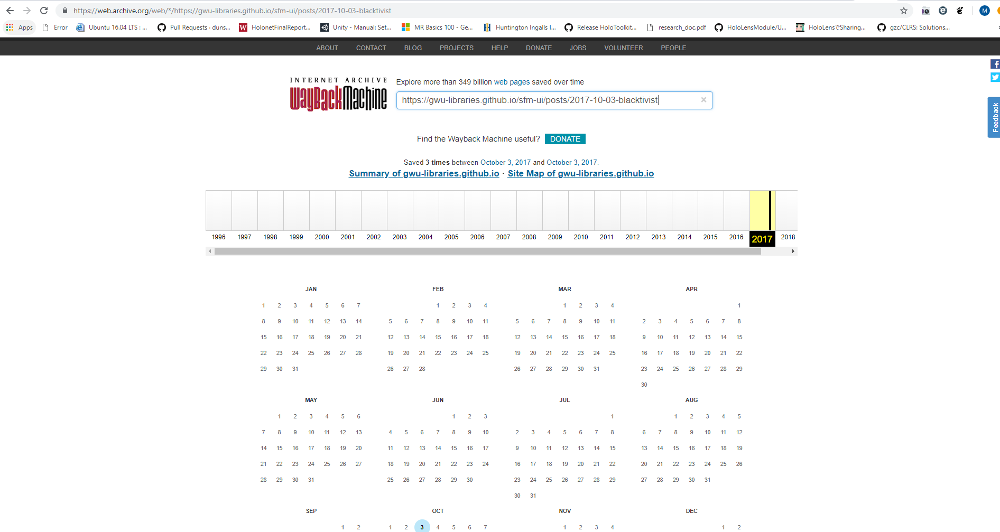 https://web.archive.org/web/*/https://gwu-libraries.github.io/sfm-ui/posts/2017-10-03-blacktivist
M
Apps Error Ubuntu 16.04 LTS : ... Pull Requests · duns... HolonetFinalReport... Unity - Manual: Set... MR Basics 100 - Ge... Huntington Ingalls I... Release HoloToolkit... research_doc.pdf HoloLensModule/U... HoloLensでSharing... gzc/CLRS: Solutions...
ABOUT CONTACT BLOG PROJECTS HELP DONATE JOBS VOLUNTEER PEOPLE
INTERNET ARCHIVE
WayBackMachine
Explore more than 349 billion web pages saved over time
https://gwu-libraries.github.io/sfm-ui/posts/2017-10-03-blacktivist
Feedback
Find the Wayback Machine useful? DONATE
Saved 3 times between October 3, 2017 and October 3, 2017.
Summary of gwu-libraries.github.io · Site Map of gwu-libraries.github.io
1996 1997 1998 1999 2000 2001 2002 2003 2004 2005 2006 2007 2008 2009 2010 2011 2012 2013 2014 2015 2016 2017 2018
JAN FEB MAR APR
1 2 3 4 5 6 7 1 2 3 4 1 2 3 4 1
8 9 10 11 12 13 14 5 6 7 8 9 10 11 5 6 7 8 9 10 11 2 3 4 5 6 7 8
15 16 17 18 19 20 21 12 13 14 15 16 17 18 12 13 14 15 16 17 18 9 10 11 12 13 14 15
22 23 24 25 26 27 28 19 20 21 22 23 24 25 19 20 21 22 23 24 25 16 17 18 19 20 21 22
29 30 31 26 27 28 26 27 28 29 30 31 23 24 25 26 27 28 29
30
MAY JUN JUL AUG
1 2 3 4 5 6 1 2 3 1 1 2 3 4 5
7 8 9 10 11 12 13 4 5 6 7 8 9 10 2 3 4 5 6 7 8 6 7 8 9 10 11 12
14 15 16 17 18 19 20 11 12 13 14 15 16 17 9 10 11 12 13 14 15 13 14 15 16 17 18 19
21 22 23 24 25 26 27 18 19 20 21 22 23 24 16 17 18 19 20 21 22 20 21 22 23 24 25 26
28 29 30 31 25 26 27 28 29 30 23 24 25 26 27 28 29 27 28 29 30 31
30 31
SEP OCT NOV DEC
1 2 1 2 3 4 5 6 7 1 2 3 4 1 2